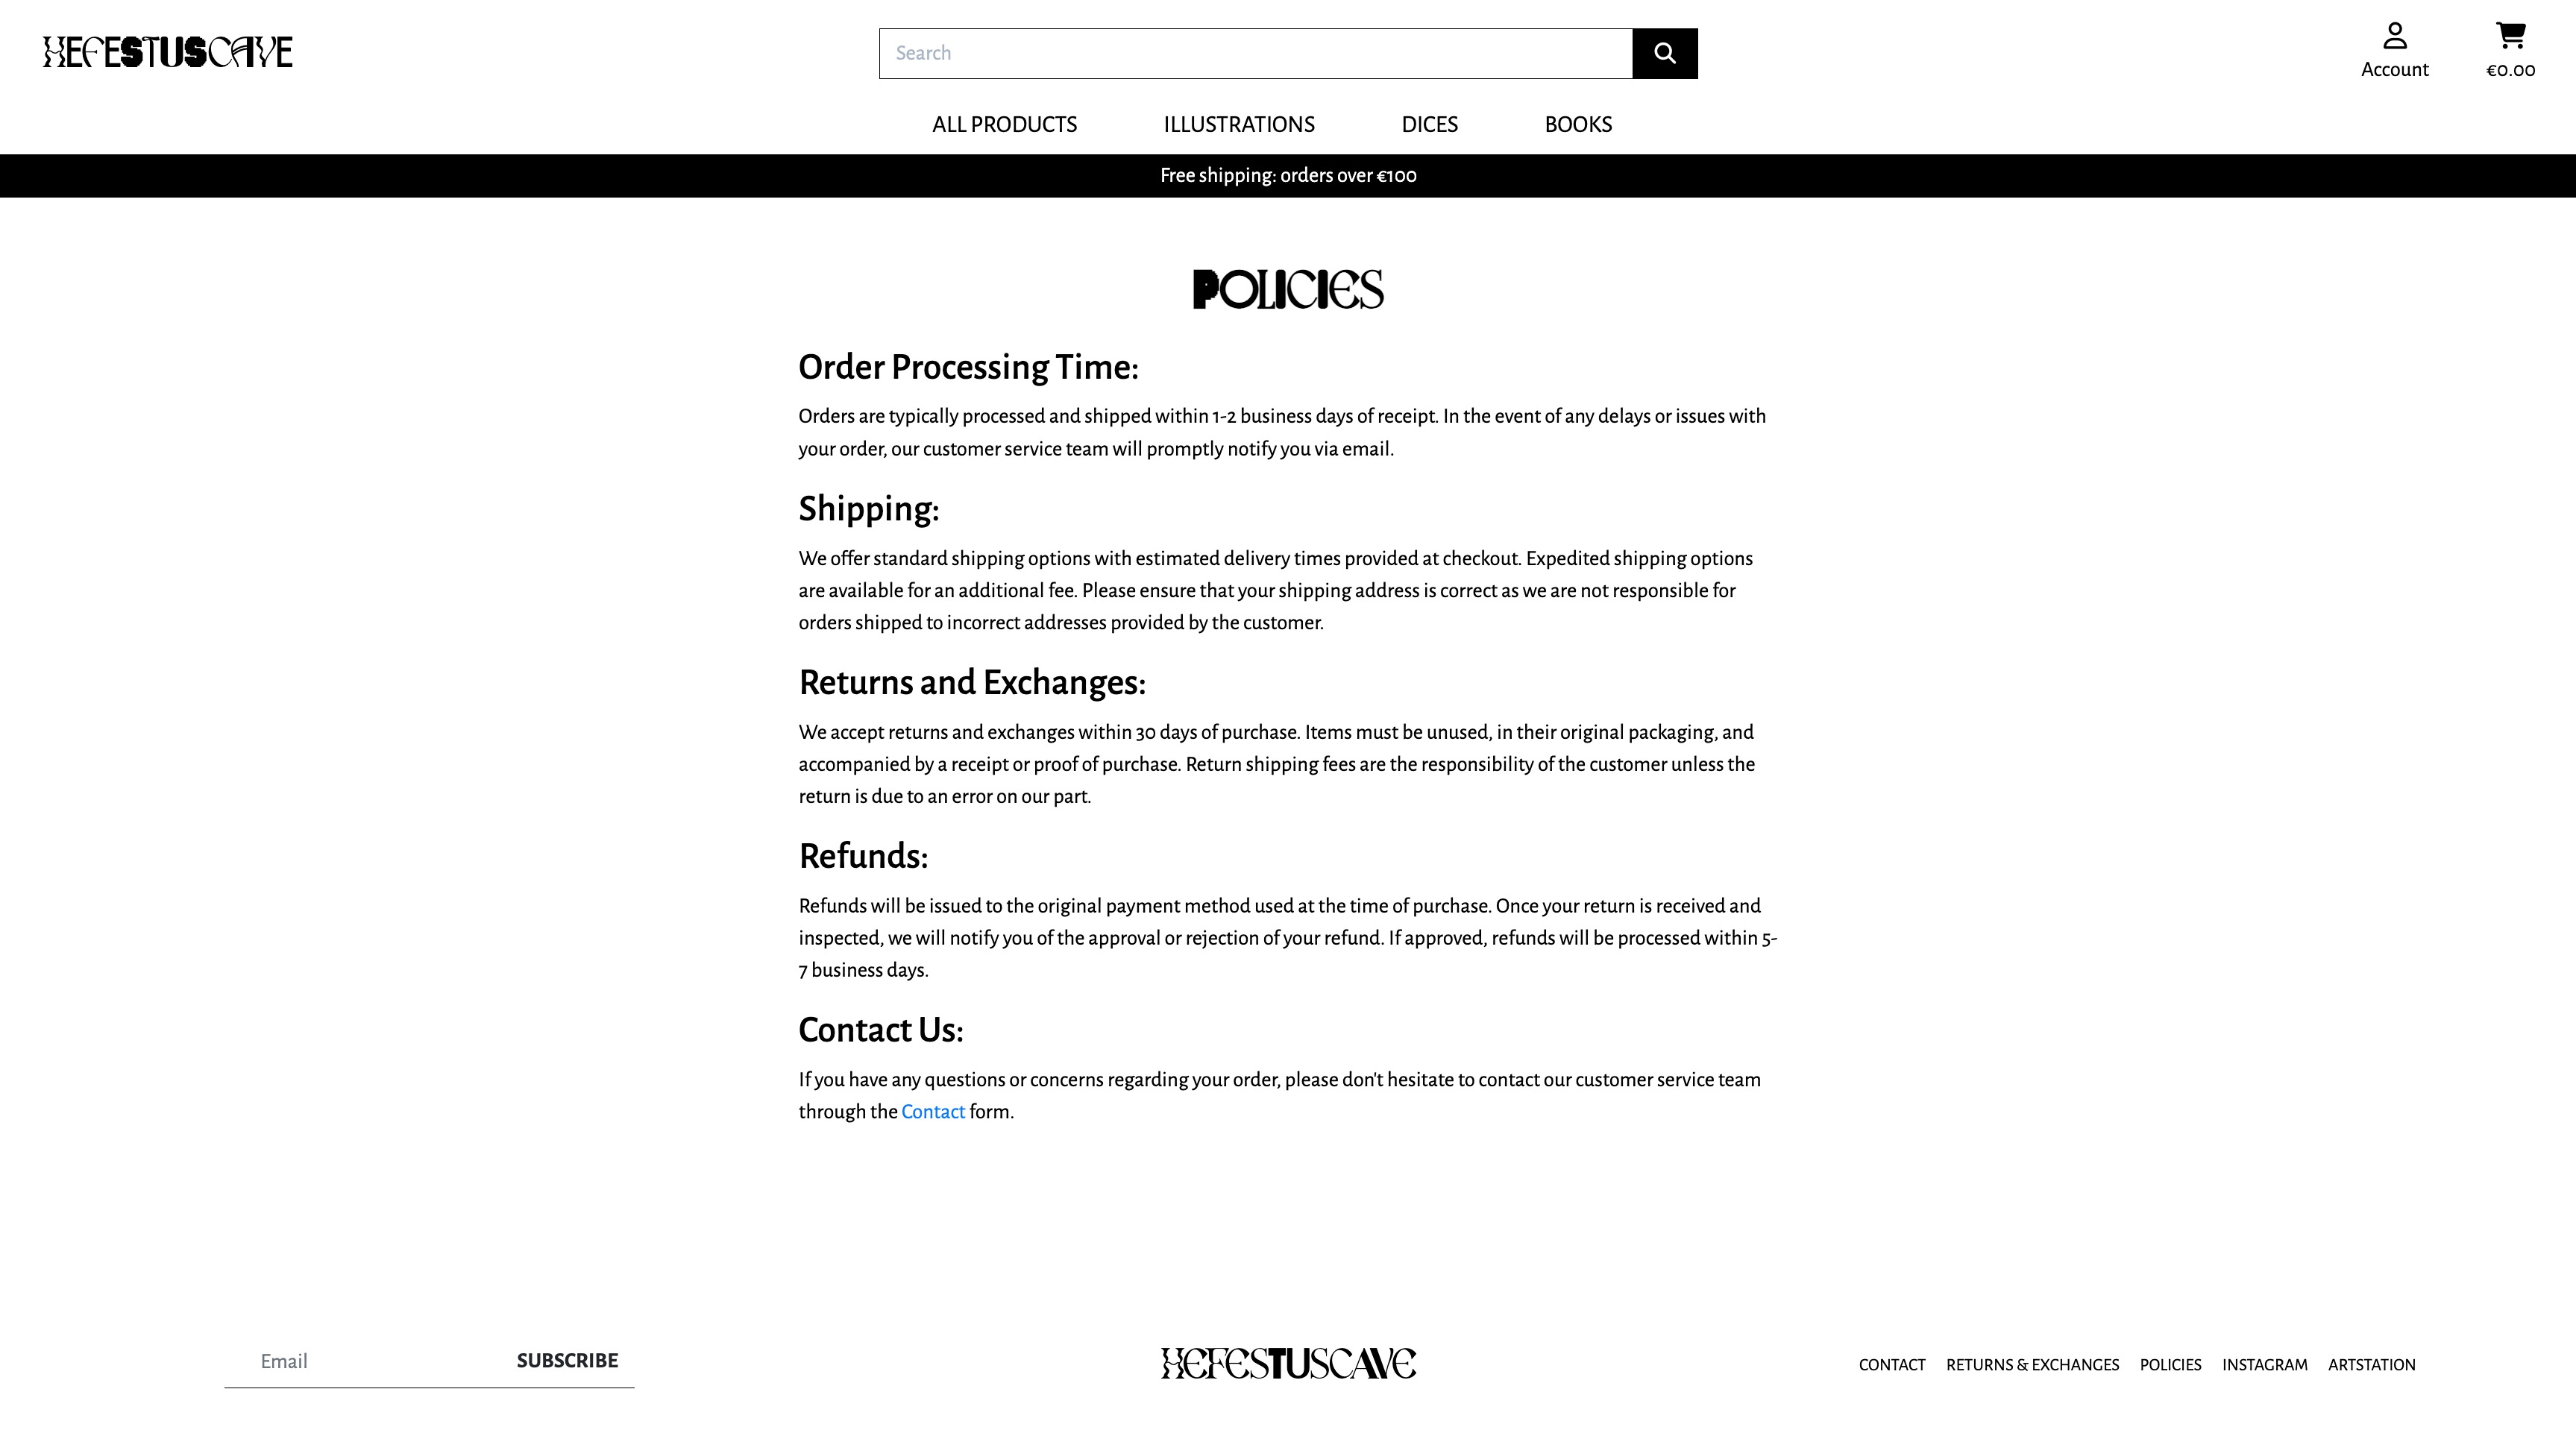 HEFESTUSCAVE
Search
Account
€0.00
ALL PRODUCTS
ILLUSTRATIONS
DICES
BOOKS
Free shipping: orders over €100
POLICIES
Order Processing Time:
Orders are typically processed and shipped within 1-2 business days of receipt. In the event of any delays or issues with
your order, our customer service team will promptly notify you via email.
Shipping:
We offer standard shipping options with estimated delivery times provided at checkout. Expedited shipping options
are available for an additional fee. Please ensure that your shipping address is correct as we are not responsible for
orders shipped to incorrect addresses provided by the customer.
Returns and Exchanges:
We accept returns and exchanges within 30 days of purchase. Items must be unused, in their original packaging, and
accompanied by a receipt or proof of purchase. Return shipping fees are the responsibility of the customer unless the
return is due to an error on our part.
Refunds:
Refunds will be issued to the original payment method used at the time of purchase. Once your return is received and
inspected, we will notify you of the approval or rejection of your refund. If approved, refunds will be processed within 5-
7 business days.
Contact Us:
If you have any questions or concerns regarding your order, please don't hesitate to contact our customer service team
through the Contact form.
Email
SUBSCRIBE
HEFESTUSCAVE
CONTACT
RETURNS & EXCHANGES
POLICIES
INSTAGRAM
ARTSTATION